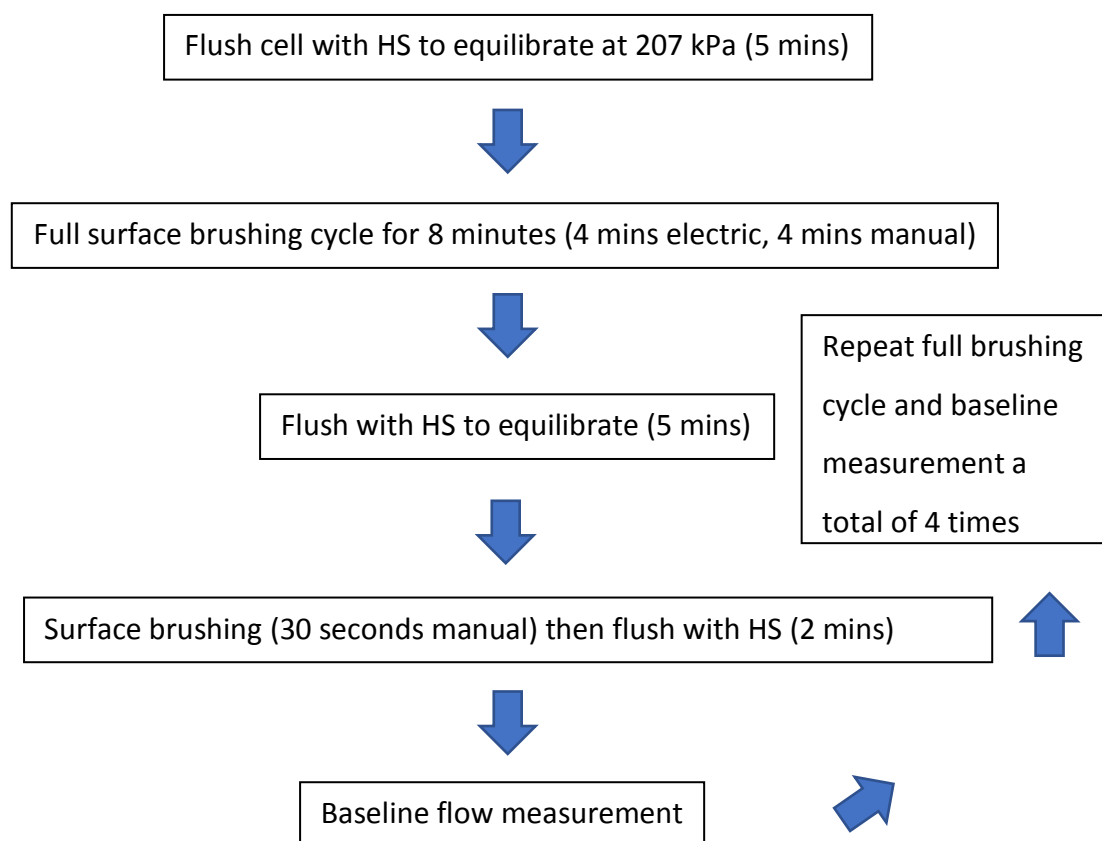 Flush cell with HS to equilibrate at 207 kPa (5 mins)
Full surface brushing cycle for 8 minutes (4 mins electric, 4 mins manual)
Flush with HS to equilibrate (5 mins)
Repeat full brushing
cycle and baseline
measurement a
total of 4 times
Surface brushing (30 seconds manual) then flush with HS (2 mins)
Baseline flow measurement